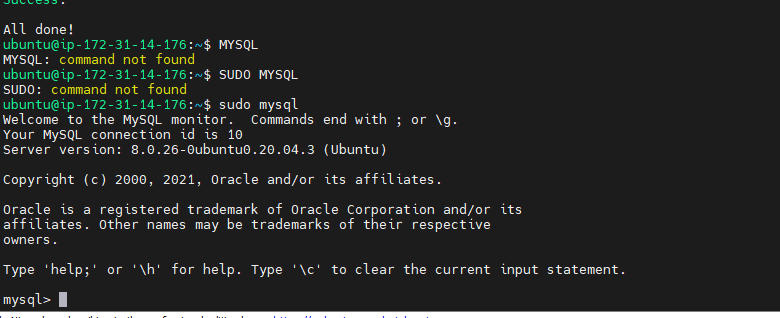 Success.
All done!
ubuntu@ip-172-31-14-176:~$ MYSQL
MYSQL: command not found
ubuntu@ip-172-31-14-176:~$ SUDO MYSQL
SUDO: command not found
ubuntu@ip-172-31-14-176:~$ sudo mysql
Welcome to the MySQL monitor.  Commands end with ; or \g.
Your MySQL connection id is 10
Server version: 8.0.26-0ubuntu0.20.04.3 (Ubuntu)
Copyright (c) 2000, 2021, Oracle and/or its affiliates.
Oracle is a registered trademark of Oracle Corporation and/or its
affiliates. Other names may be trademarks of their respective
owners.
Type 'help;' or '\h' for help. Type '\c' to clear the current input statement.
mysql>